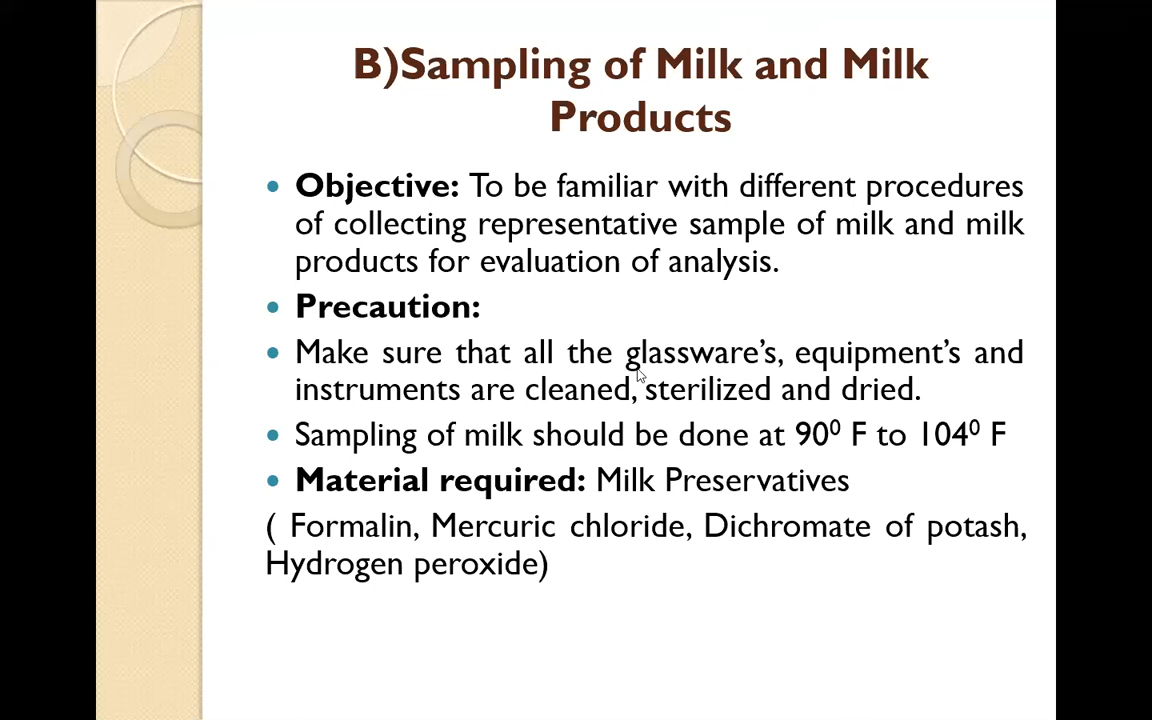 B)Sampling of Milk and Milk
Products
• Objective: To be familiar with different procedures
of collecting representative sample of milk and milk
products for evaluation of analysis.
• Precaution:
• Make sure that all the glassware’s, equipment’s and
instruments are cleaned, sterilized and dried.
• Sampling of milk should be done at 90⁰ F to 104⁰ F
• Material required: Milk Preservatives
( Formalin, Mercuric chloride, Dichromate of potash,
Hydrogen peroxide)